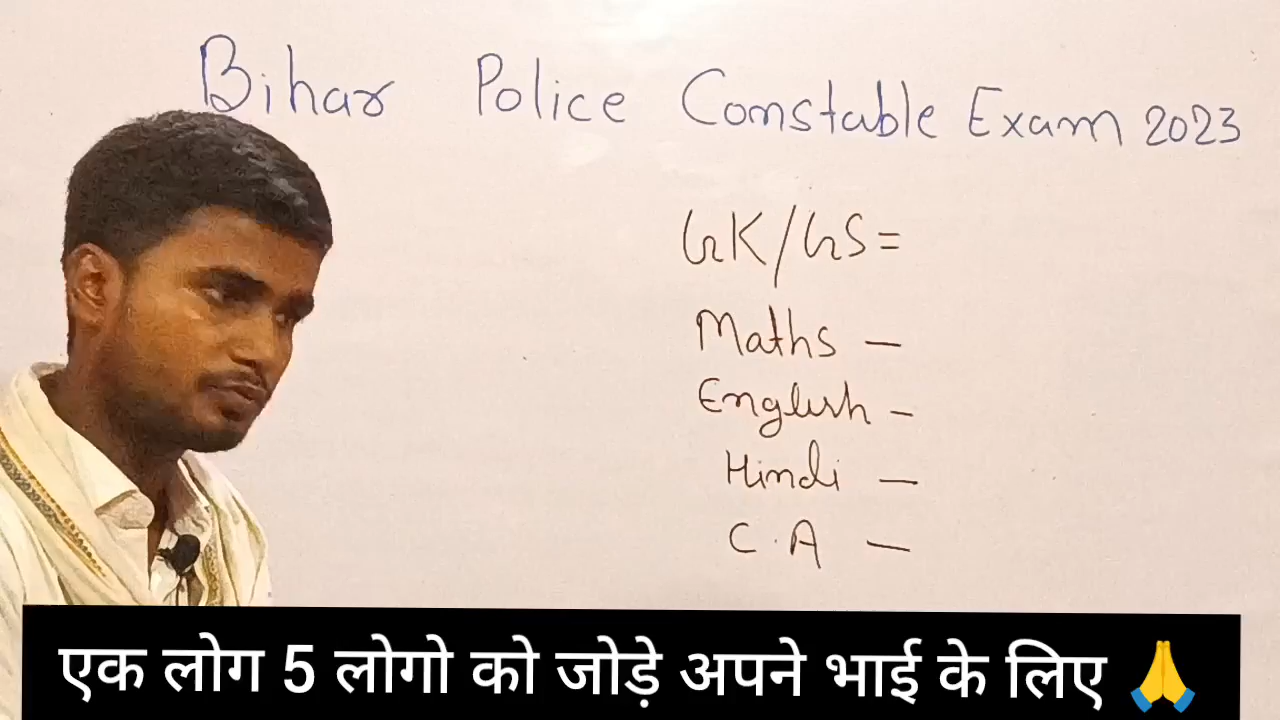 Bihar Police Constable Exam 2023
GK/GS =
Maths —
English -
Hindi —
C.A —
एक लोग 5 लोगो को जोड़े अपने भाई के लिए 🙏